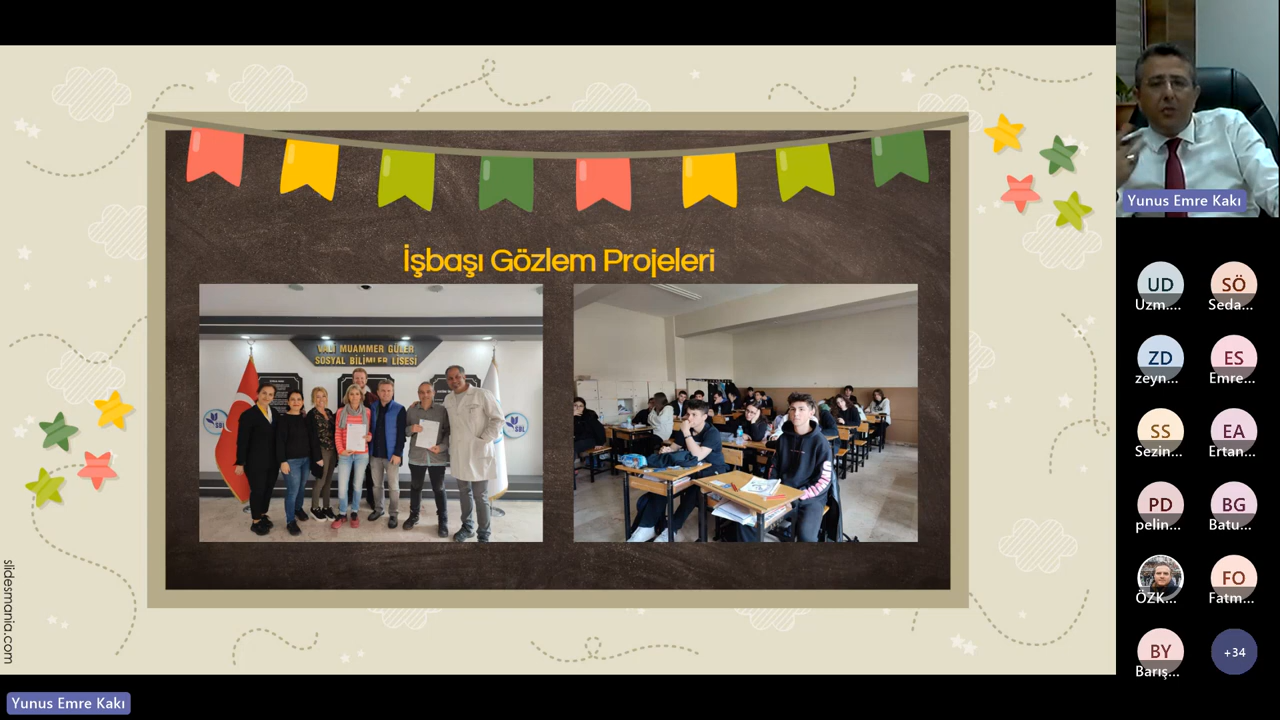 İşbaşı Gözlem Projeleri
VALİ MUAMMER GÜLER
SOSYAL BİLİMLER LİSESİ
SBL
SBL
slidesmania.com
Yunus Emre Kakı
Yunus Emre Kakı
UD
SÖ
Uzm....
Seda...
ZD
ES
zeyn...
Emre...
SS
EA
Sezin...
Ertan...
PD
BG
pelin...
Batu...
FO
ÖZK...
Fatm...
BY
+34
Barış...